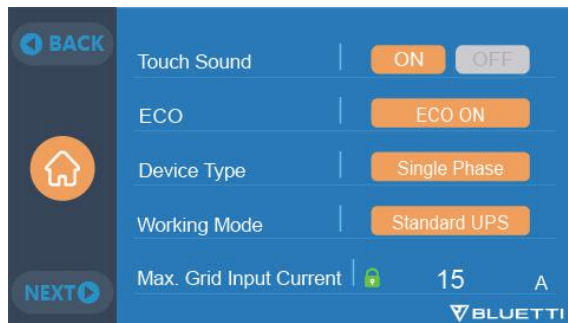 BACK
Touch Sound ON OFF
ECO ECO ON
Device Type Single Phase
Working Mode Standard UPS
Max. Grid Input Current 15 A
NEXT
BLUETTI